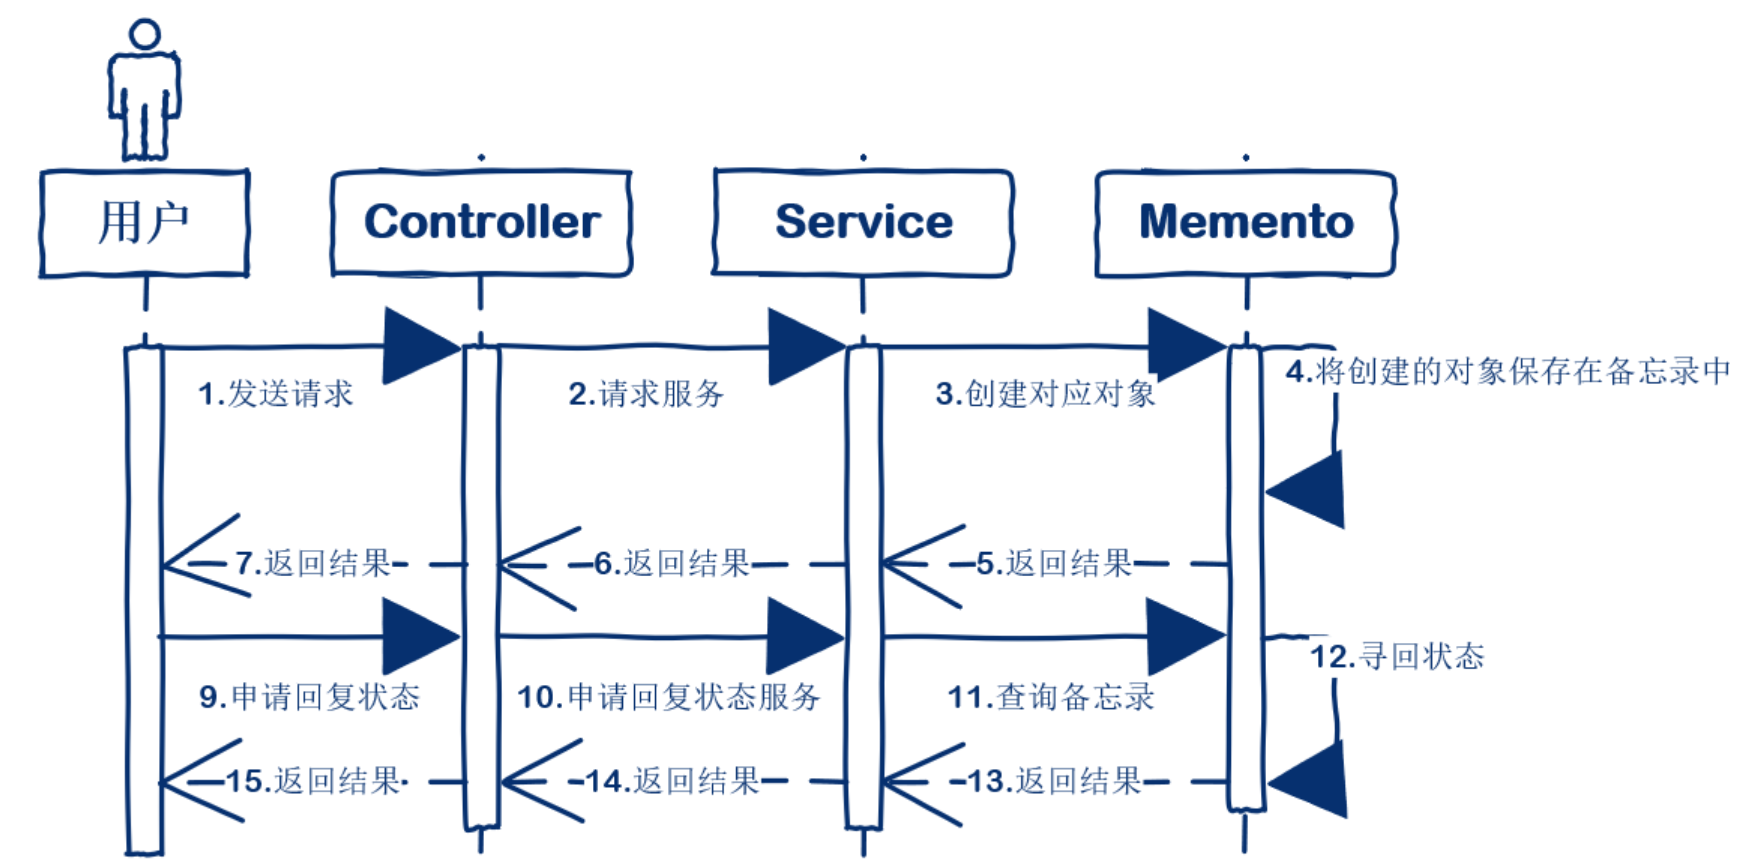 用户
Controller
Service
Memento
1.发送请求
2.请求服务
3.创建对应对象
4.将创建的对象保存在备忘录中
7.返回结果
6.返回结果
5.返回结果
9.申请回复状态
10.申请回复状态服务
11.查询备忘录
12.寻回状态
15.返回结果
14.返回结果
13.返回结果